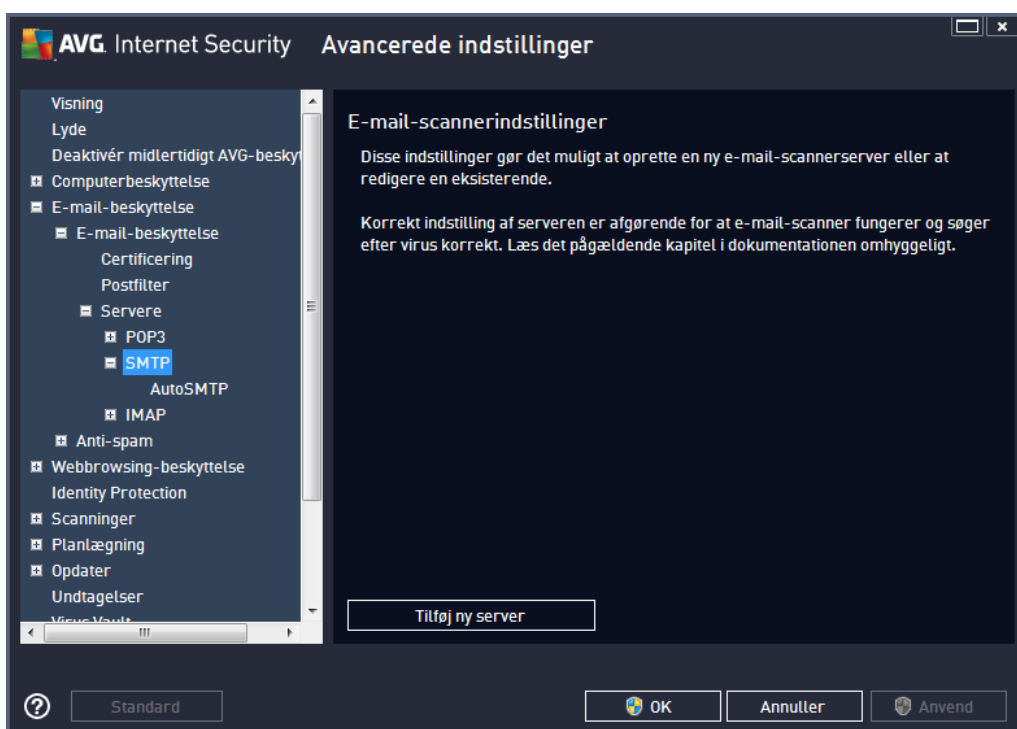 AVG. Internet Security Avancerede indstillinger
Visning
Lyde
Deaktivér midlertidigt AVG-besky
Computerbeskyttelse
E-mail-beskyttelse
E-mail-beskyttelse
Certificering
Postfilter
Servere
POP3
SMTP
AutoSMTP
IMAP
Anti-spam
Webbrowsing-beskyttelse
Identity Protection
Scanninger
Planlægning
Opdater
Undtagelser
Virus Vault
E-mail-scannerindstillinger
Disse indstillinger gør det muligt at oprette en ny e-mail-scannerserver eller at
redigere en eksisterende.
Korrekt indstilling af serveren er afgørende for at e-mail-scanner fungerer og søger
efter virus korrekt. Læs det pågældende kapitel i dokumentationen omhyggeligt.
Tilføj ny server
Standard
OK
Annuller
Anvend